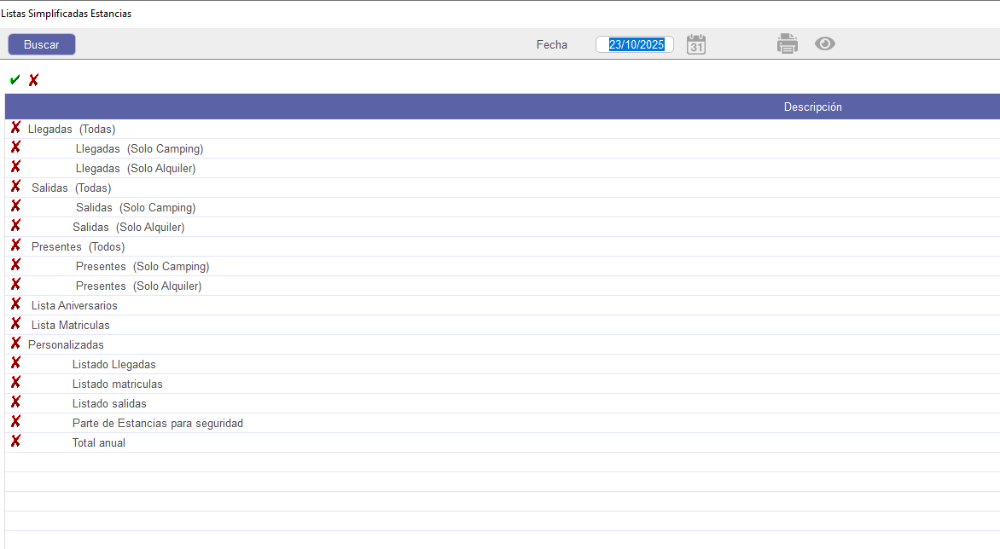 Listas Simplificadas Estancias
Buscar Fecha 23/10/2025 31
Descripción
Llegadas (Todas)
Llegadas (Solo Camping)
Llegadas (Solo Alquiler)
Salidas (Todas)
Salidas (Solo Camping)
Salidas (Solo Alquiler)
Presentes (Todos)
Presentes (Solo Camping)
Presentes (Solo Alquiler)
Lista Aniversarios
Lista Matriculas
Personalizadas
Listado Llegadas
Listado matriculas
Listado salidas
Parte de Estancias para seguridad
Total anual